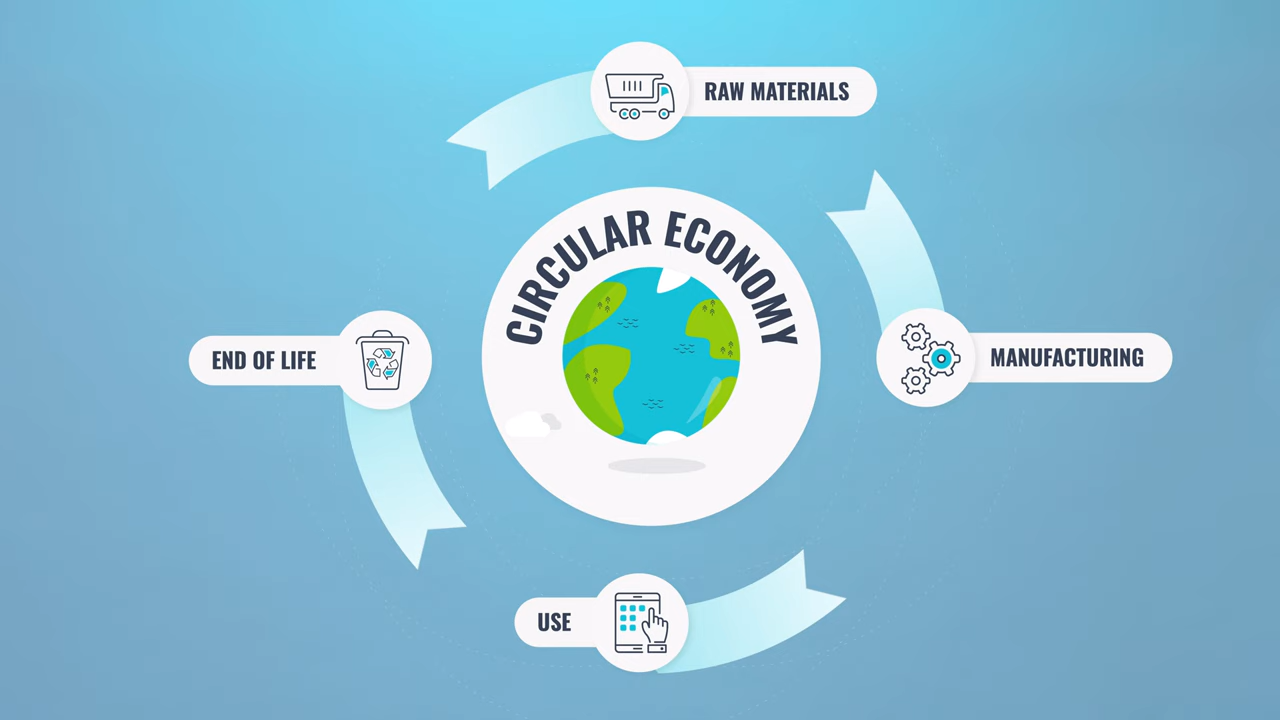 RAW MATERIALS
CIRCULAR ECONOMY
END OF LIFE
MANUFACTURING
USE